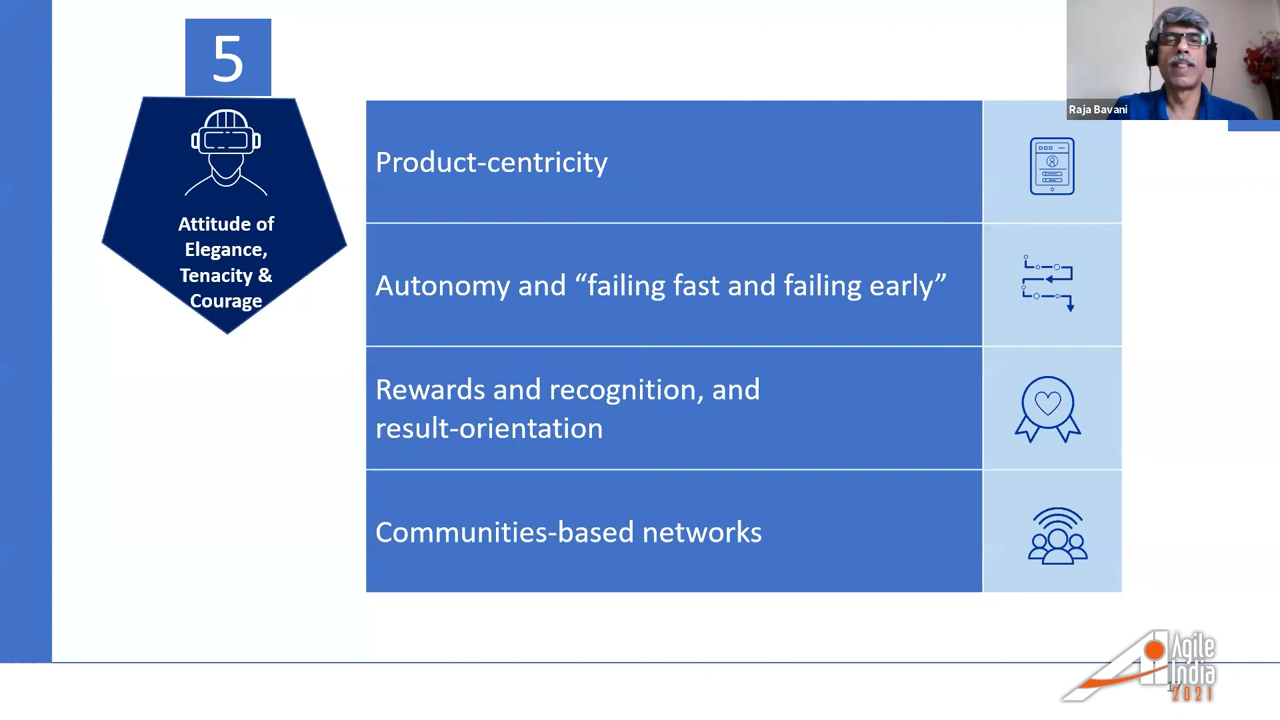 5
Attitude of
Elegance,
Tenacity &
Courage
Product-centricity
Autonomy and “failing fast and failing early”
Rewards and recognition, and
result-orientation
Communities-based networks
Raja Bavani
Agile
India
2021